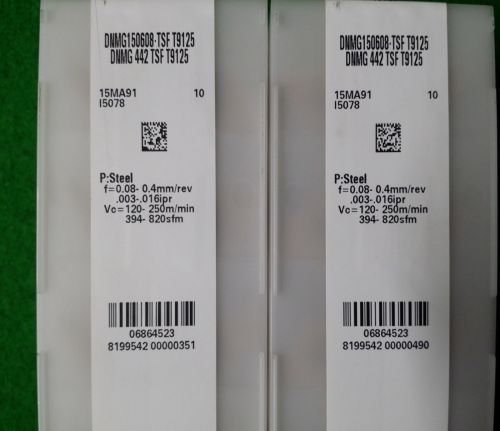 DNMG150608-TSF T9125
DNMG 442 TSF T9125
15MA91 10
I5078
P:Steel
f=0.08- 0.4mm/rev
.003-.016ipr
Vc=120- 250m/min
394- 820sfm
06864523
8199542 00000351
DNMG150608-TSF T9125
DNMG 442 TSF T9125
15MA91 10
I5078
P:Steel
f=0.08- 0.4mm/rev
.003-.016ipr
Vc=120- 250m/min
394- 820sfm
06864523
8199542 00000490